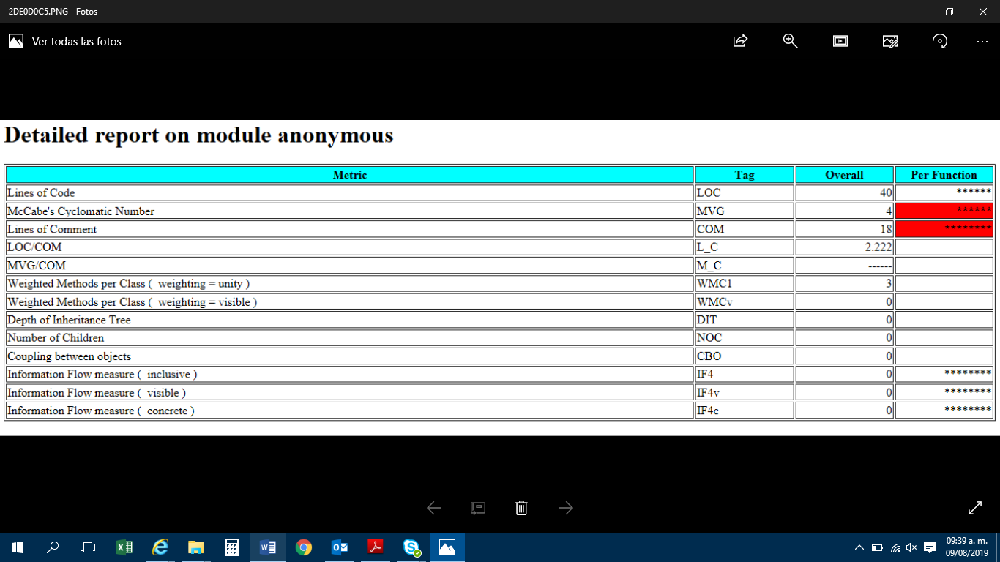 2DE0D0C5.PNG - Fotos
Ver todas las fotos
Detailed report on module anonymous
Metric Tag Overall Per Function
Lines of Code LOC 40 ******
McCabe's Cyclomatic Number MVG 4 ******
Lines of Comment COM 18 ********
LOC/COM L_C 2.222
MVG/COM M_C ------
Weighted Methods per Class ( weighting = unity ) WMC1 3
Weighted Methods per Class ( weighting = visible ) WMCv 0
Depth of Inheritance Tree DIT 0
Number of Children NOC 0
Coupling between objects CBO 0
Information Flow measure ( inclusive ) IF4 0 ********
Information Flow measure ( visible ) IF4v 0 ********
Information Flow measure ( concrete ) IF4c 0 ********
09:39 a. m.
09/08/2019